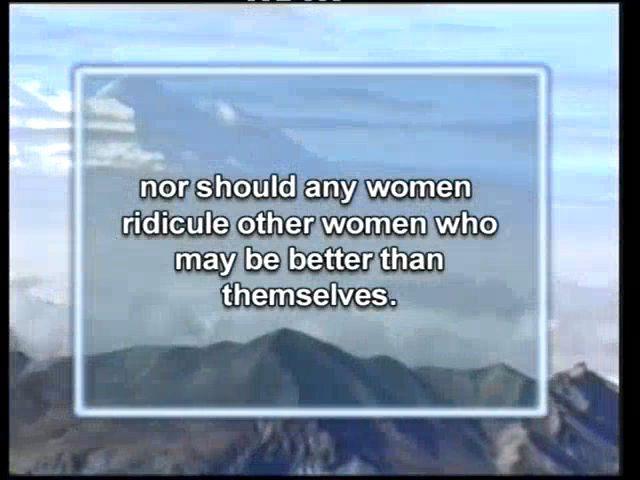 nor should any women
ridicule other women who
may be better than
themselves.